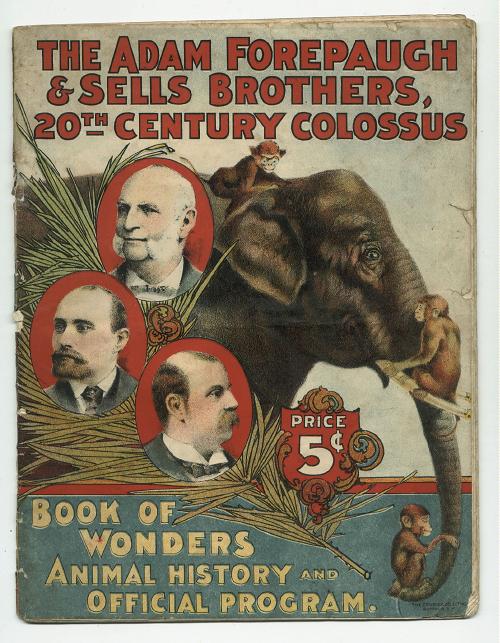 THE ADAM FOREPAUGH
& SELLS BROTHERS,
20TH CENTURY COLOSSUS
PRICE
5¢
BOOK OF
WONDERS
ANIMAL HISTORY AND
OFFICIAL PROGRAM.